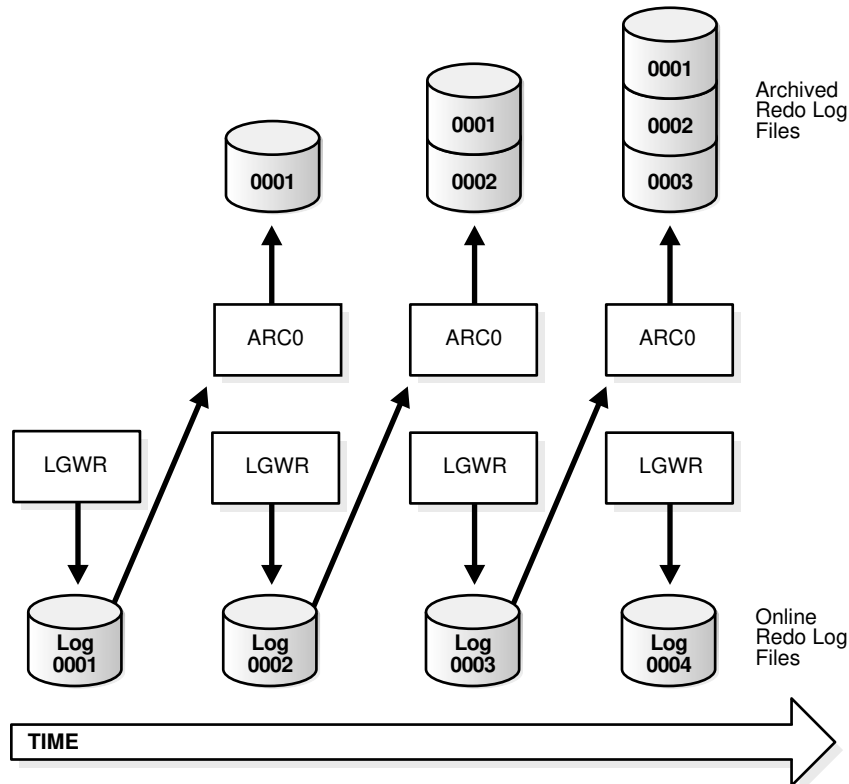 0001
0001
0002
0001
0002
0003
Archived
Redo Log
Files
ARC0
ARC0
ARC0
LGWR
LGWR
LGWR
LGWR
Log
0001
Log
0002
Log
0003
Log
0004
Online
Redo Log
Files
TIME